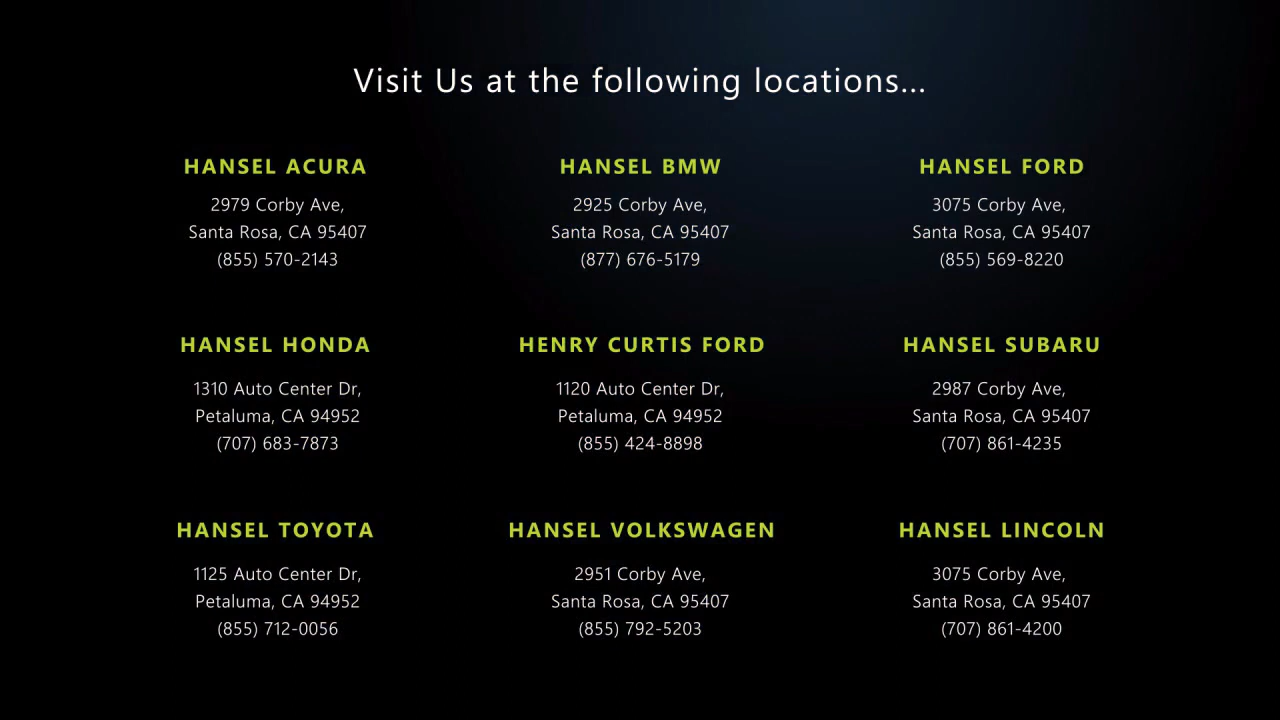 Visit Us at the following locations...
HANSEL ACURA
2979 Corby Ave,
Santa Rosa, CA 95407
(855) 570-2143
HANSEL BMW
2925 Corby Ave,
Santa Rosa, CA 95407
(877) 676-5179
HANSEL FORD
3075 Corby Ave,
Santa Rosa, CA 95407
(855) 569-8220
HANSEL HONDA
1310 Auto Center Dr,
Petaluma, CA 94952
(707) 683-7873
HENRY CURTIS FORD
1120 Auto Center Dr,
Petaluma, CA 94952
(855) 424-8898
HANSEL SUBARU
2987 Corby Ave,
Santa Rosa, CA 95407
(707) 861-4235
HANSEL TOYOTA
1125 Auto Center Dr,
Petaluma, CA 94952
(855) 712-0056
HANSEL VOLKSWAGEN
2951 Corby Ave,
Santa Rosa, CA 95407
(855) 792-5203
HANSEL LINCOLN
3075 Corby Ave,
Santa Rosa, CA 95407
(707) 861-4200